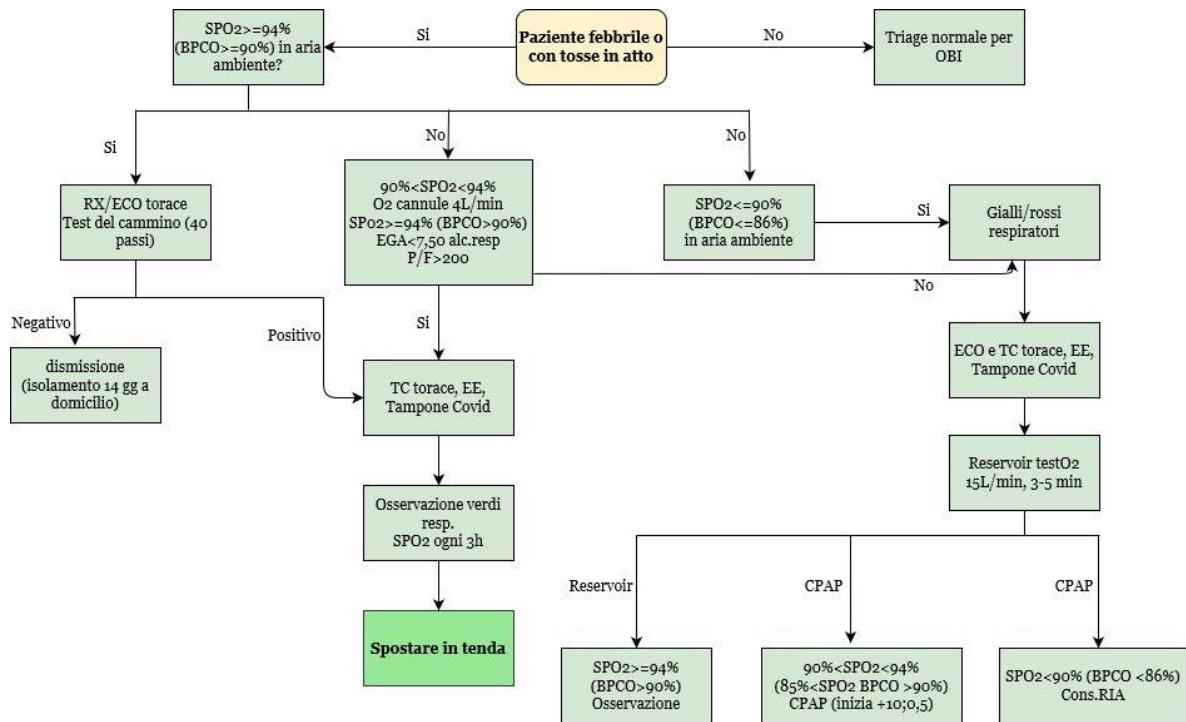 SPO2>=94%
(BPCO>=90%) in aria
ambiente?
Si
Paziente febbrile o
con tosse in atto
No
Triage normale per
OBI
Si
No
No
RX/ECO torace
Test del cammino (40
passi)
90%<SPO2<94%
O2 cannule 4L/min
SP02>=94% (BPCO>90%)
EGA<7,50 alc.resp
P/F>200
SPO2<=90%
(BPCO<=86%)
in aria ambiente
Si
Gialli/rossi
respiratori
No
Negativo
Positivo
Si
dismissione
(isolamento 14 gg a
domicilio)
TC torace, EE,
Tampone Covid
ECO e TC torace, EE,
Tampone Covid
Osservazione verdi
resp.
SPO2 ogni 3h
Reservoir testO2
15L/min, 3-5 min
Spostare in tenda
Reservoir
CPAP
CPAP
SPO2>=94%
(BPCO>90%)
Osservazione
90%<SPO2<94%
(85%<SPO2 BPCO >90%)
CPAP (inizia +10;0,5)
SPO2<90% (BPCO <86%)
Cons.RIA